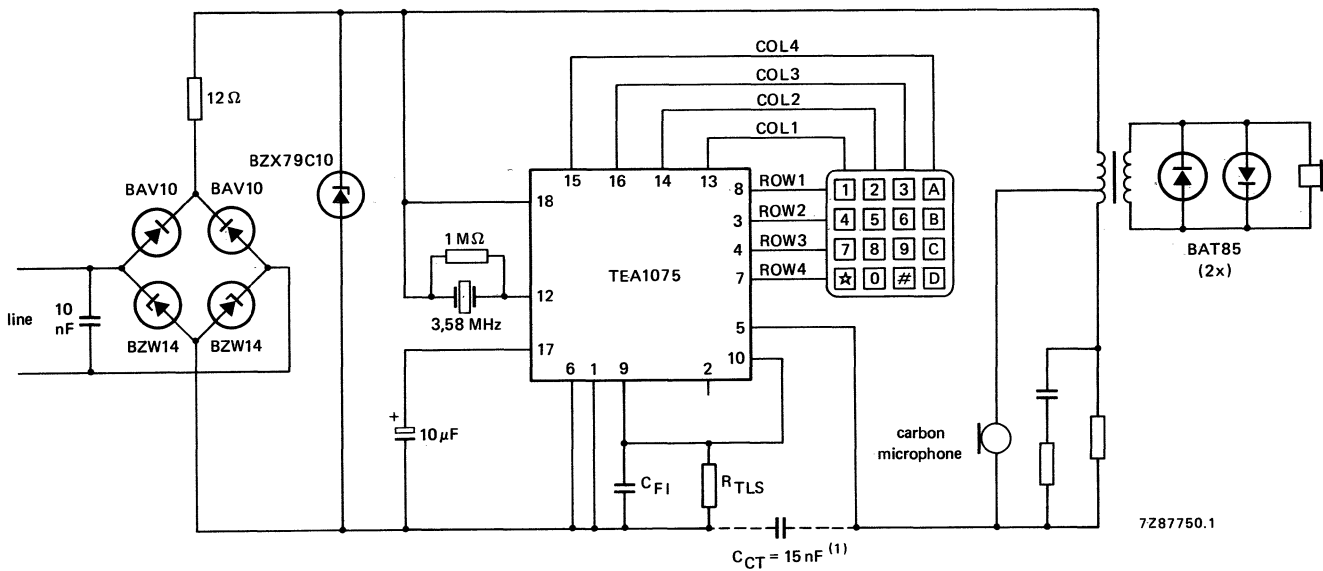 COL4
COL3
COL2
COL1
12Ω
BZX79C10
BAV10 BAV10
BZW14 BZW14
line
10
nF
1 MΩ
3,58 MHz
10 μF
+
15 16 14 13
18
12
17
6 1 9 2
8
3
4
7
5
10
TEA1075
ROW1
ROW2
ROW3
ROW4
1 2 3 A
4 5 6 B
7 8 9 C
☆ 0 # D
BAT85
(2x)
carbon
microphone
CFI
RTLS
CCT = 15 nF (1)
7Z87750.1